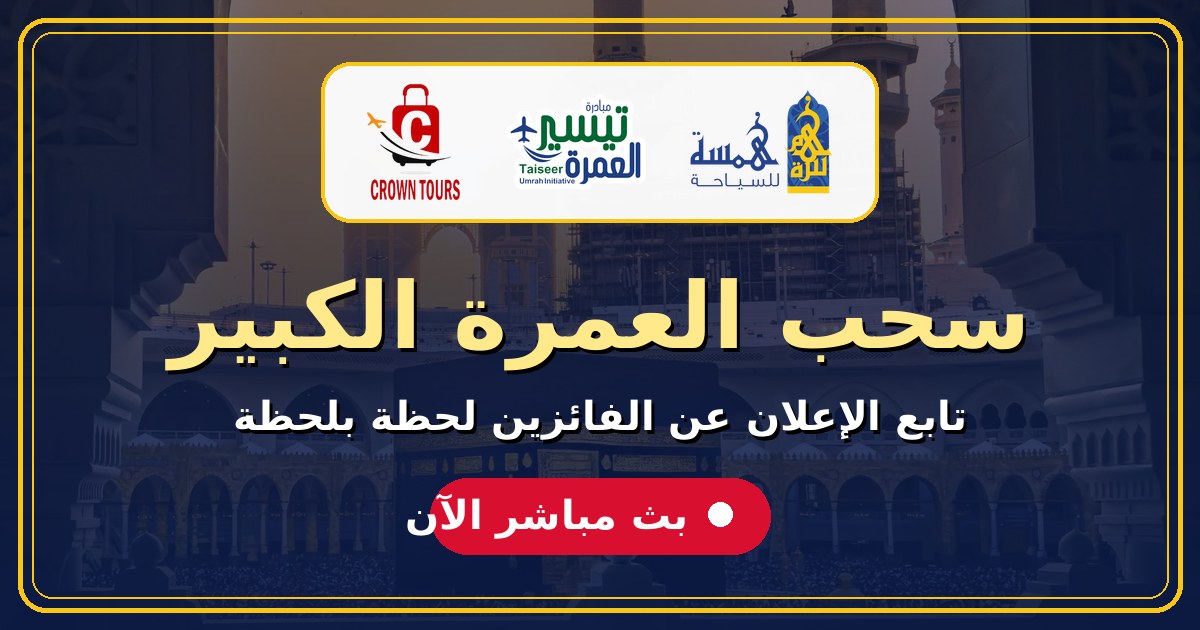 CROWN TOURS
مبادرة
تيسير
العمرة
Taiseer
Umrah Initiative
همسة
للسياحة
سحب العمرة الكبير
تابع الإعلان عن الفائزين لحظة بلحظة
بث مباشر الآن